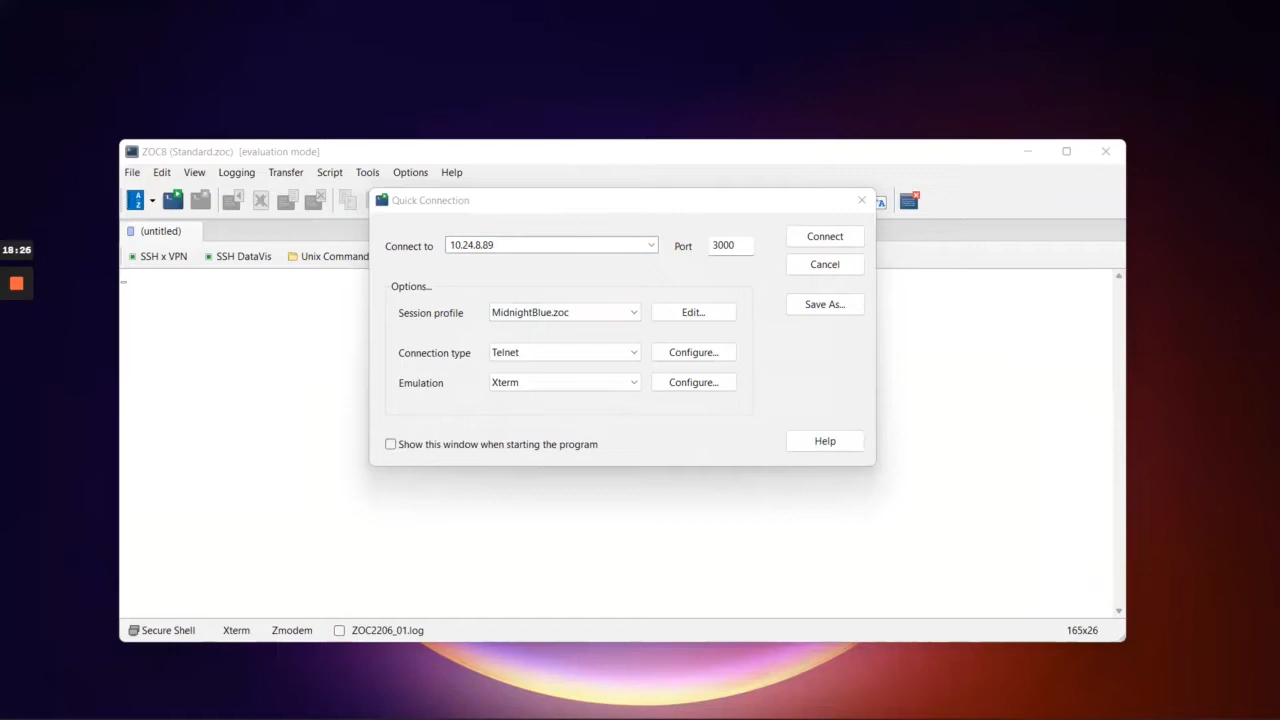 ZOC8 (Standard.zoc) [evaluation mode]
File Edit View Logging Transfer Script Tools Options Help
Quick Connection
(untitled)
SSH x VPN SSH DataVis Unix Command
18:26
Connect to 10.24.8.89 Port 3000 Connect
Cancel
Options...
Save As...
Session profile MidnightBlue.zoc Edit...
Connection type Telnet Configure...
Emulation Xterm Configure...
Show this window when starting the program Help
Secure Shell Xterm Zmodem ZOC2206_01.log 165x26